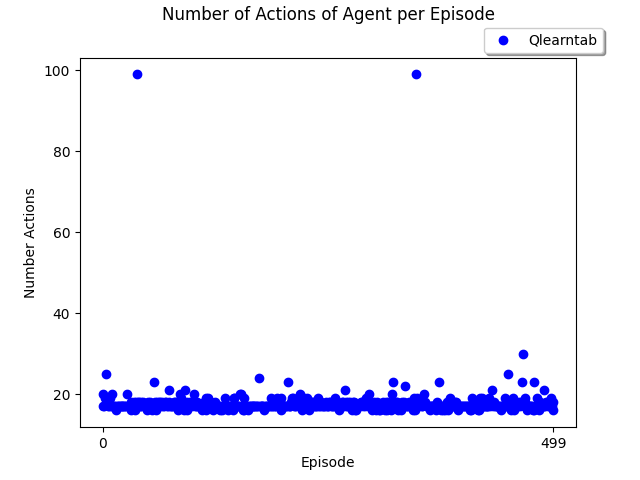 Number of Actions of Agent per Episode
Qlearntab
100
80
60
40
20
Number Actions
0
499
Episode